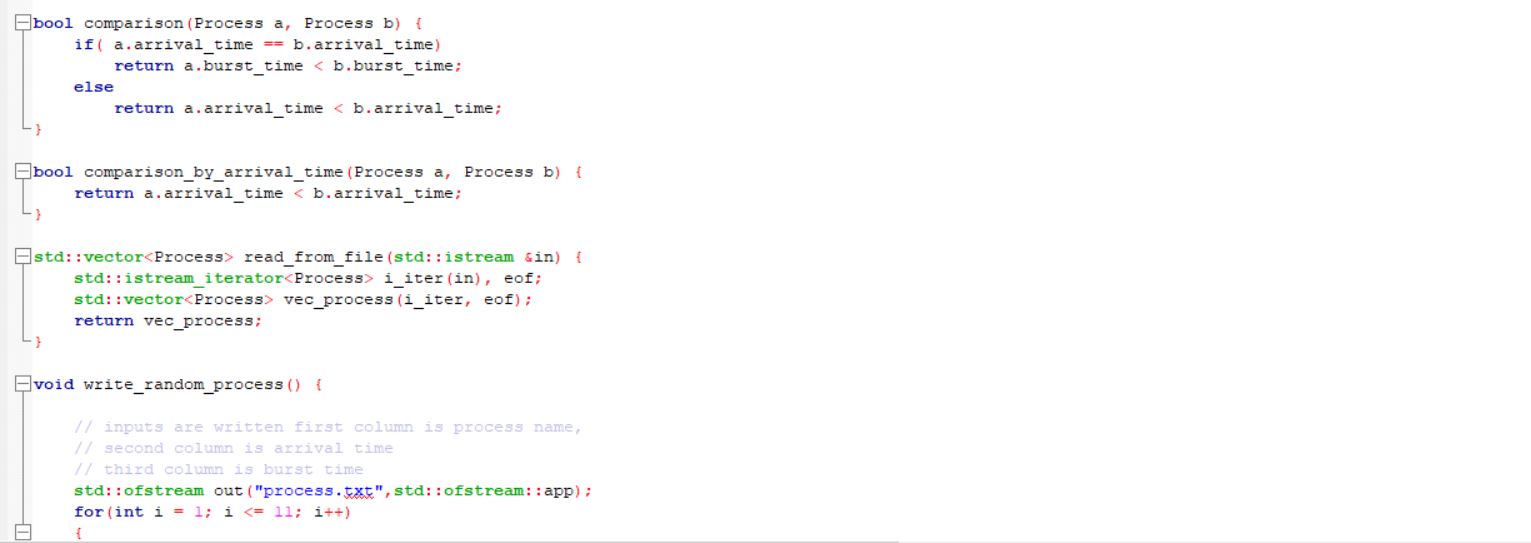 bool comparison(Process a, Process b) {
    if( a.arrival_time == b.arrival_time)
        return a.burst_time < b.burst_time;
    else
        return a.arrival_time < b.arrival_time;
}
bool comparison_by_arrival_time(Process a, Process b) {
    return a.arrival_time < b.arrival_time;
}
std::vector<Process> read_from_file(std::istream &in) {
    std::istream_iterator<Process> i_iter(in), eof;
    std::vector<Process> vec_process(i_iter, eof);
    return vec_process;
}
void write_random_process() {
    // inputs are written first column is process name,
    // second column is arrival time
    // third column is burst time
    std::ofstream out("process.txt",std::ofstream::app);
    for(int i = 1; i <= 11; i++)
    {